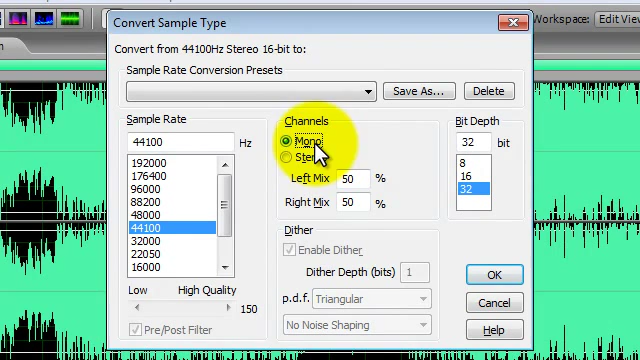 Convert Sample Type
Workspace: Edit View
Convert from 44100Hz Stereo 16-bit to:
Sample Rate Conversion Presets
Save As... Delete
Sample Rate Channels Bit Depth
44100 Hz Mono 32 bit
192000
176400
96000
88200
48000
44100
32000
22050
16000
Left Mix 50 %
Right Mix 50 %
8
16
32
Dither
Enable Dither
Dither Depth (bits) 1
p.d.f. Triangular
No Noise Shaping
Low High Quality
150
Pre/Post Filter
OK
Cancel
Help